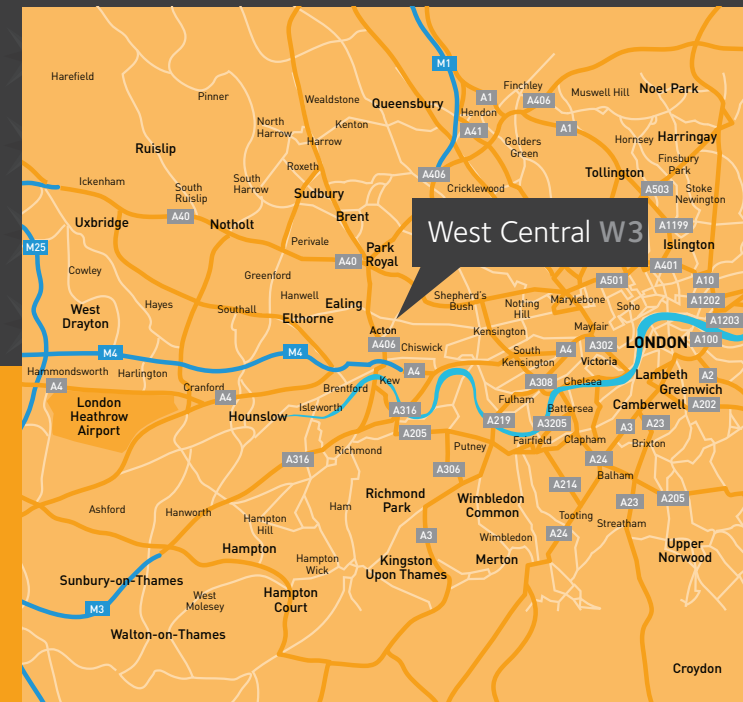 M1
Harefield
Pinner
Wealdstone
Queensbury
A1
Finchley
A406
Muswell Hill
Noel Park
Hendon
North
Harrow
Kenton
A41
A1
Harrow
Golders
Green
Hornsey
Harringay
Ruislip
Finsbury
Park
Roxeth
A406
Tollington
Ickenham
South
Ruislip
South
Harrow
Sudbury
Cricklewood
A503
Stoke
Newington
Uxbridge
A40
Notholt
Brent
West Central W3
A1199
M25
Perivale
Park
Royal
Islington
A40
A401
Cowley
Greenford
A501
A10
West
Drayton
Hayes
Southall
Hanwell
Ealing
Elthorne
Shepherd's
Bush
Notting
Hill
Marylebone
Soho
A1202
A1203
Acton
A406
Chiswick
Kensington
Mayfair
A302
LONDON
A100
M4
M4
South
Kensington
A4
Victoria
Hammondsworth
Harlington
A4
Cranford
A4
Brentford
Kew
A4
A308
Chelsea
Lambeth
A2
Greenwich
London
Heathrow
Airport
Hounslow
Isleworth
A316
Fulham
Battersea
Camberwell
A202
A205
A219
A3205
A3
A23
Richmond
Putney
Fairfield
Clapham
Brixton
A316
A306
A24
Balham
A214
Ashford
Hanworth
Hampton
Hill
Ham
Richmond
Park
Wimbledon
Common
A23
A205
Tooting
Streatham
Hampton
A3
Wimbledon
A24
Upper
Norwood
Sunbury-on-Thames
Hampton
Wick
Kingston
Upon Thames
Merton
M3
West
Molesey
Hampton
Court
Walton-on-Thames
Croydon